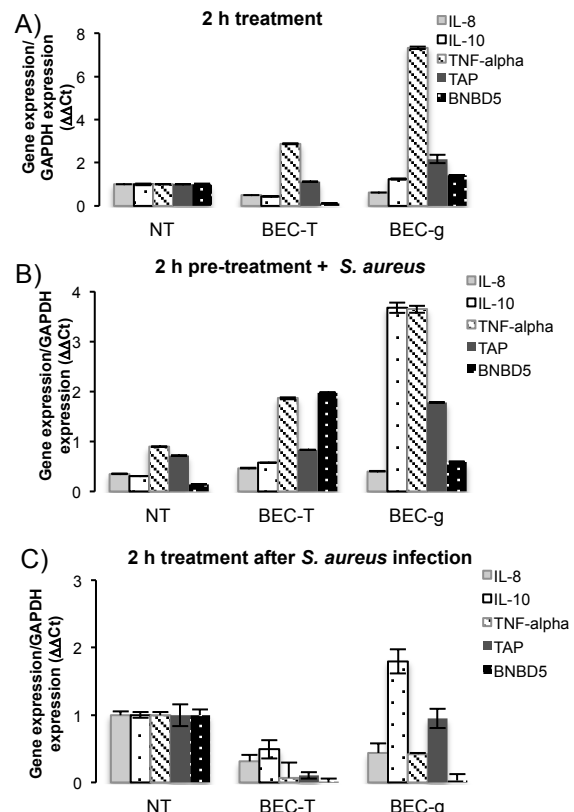 A)
2 h treatment
Gene expression/
GAPDH expression
(ΔΔCt)
8
6
4
2
0
IL-8
IL-10
TNF-alpha
TAP
BNBD5
NT
BEC-T
BEC-g
B)
2 h pre-treatment + S. aureus
Gene expression/GAPDH
expression (ΔΔCt)
4
3
2
1
0
IL-8
IL-10
TNF-alpha
TAP
BNBD5
NT
BEC-T
BEC-g
C)
2 h treatment after S. aureus infection
Gene expression/GAPDH
expression (ΔΔCt)
3
2
1
0
IL-8
IL-10
TNF-alpha
TAP
BNBD5
NT
BEC-T
BEC-g